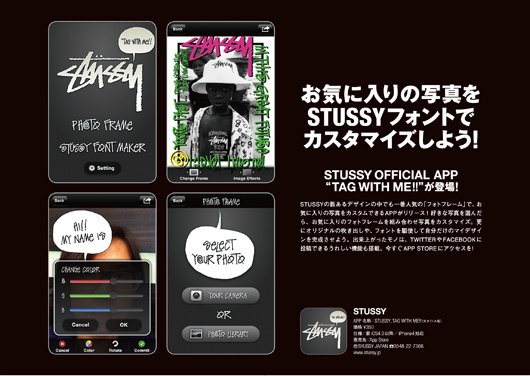 TAG WITH ME!!
STÜSSY
PHOTO FRAME
STUSSY FONT MAKER
Setting
Back
STÜSSY
Change Frame
Image Effects
お気に入りの写真を
STUSSYフォントで
カスタマイズしよう!
STUSSY OFFICIAL APP
“TAG WITH ME!!”が登場!
STUSSYの数あるデザインの中でも一番人気の「フォトフレーム」で、お
気に入りの写真をカスタムできるAPPがリリース!好きな写真を選んだ
ら、お気に入りのフォトフレームを組み合わせ写真をカスタマイズ。更
にオリジナルの吹き出しや、フォントを駆使して自分だけのマイデザイ
ンを完成させよう。出来上がったモノは、TWITTERやFACEBOOKに
投稿できるうれしい機能も搭載。今すぐAPP STOREにアクセスを!
Back
HI!!
MY NAME IS
CHANGE COLOR
Cancel
OK
Cancel
Color
Rotate
Commit
PHOTO FRAME
SELECT
YOUR PHOTO
YOUR CAMERA
OR
PHOTO LIBRARY
STUSSY
APP 名称 : STUSSY, TAG WITH ME!!
価格 ¥350
販売先 : App Store
㉄STUSSY JAPAN ☎0548-22-7366
www.stussy.jp